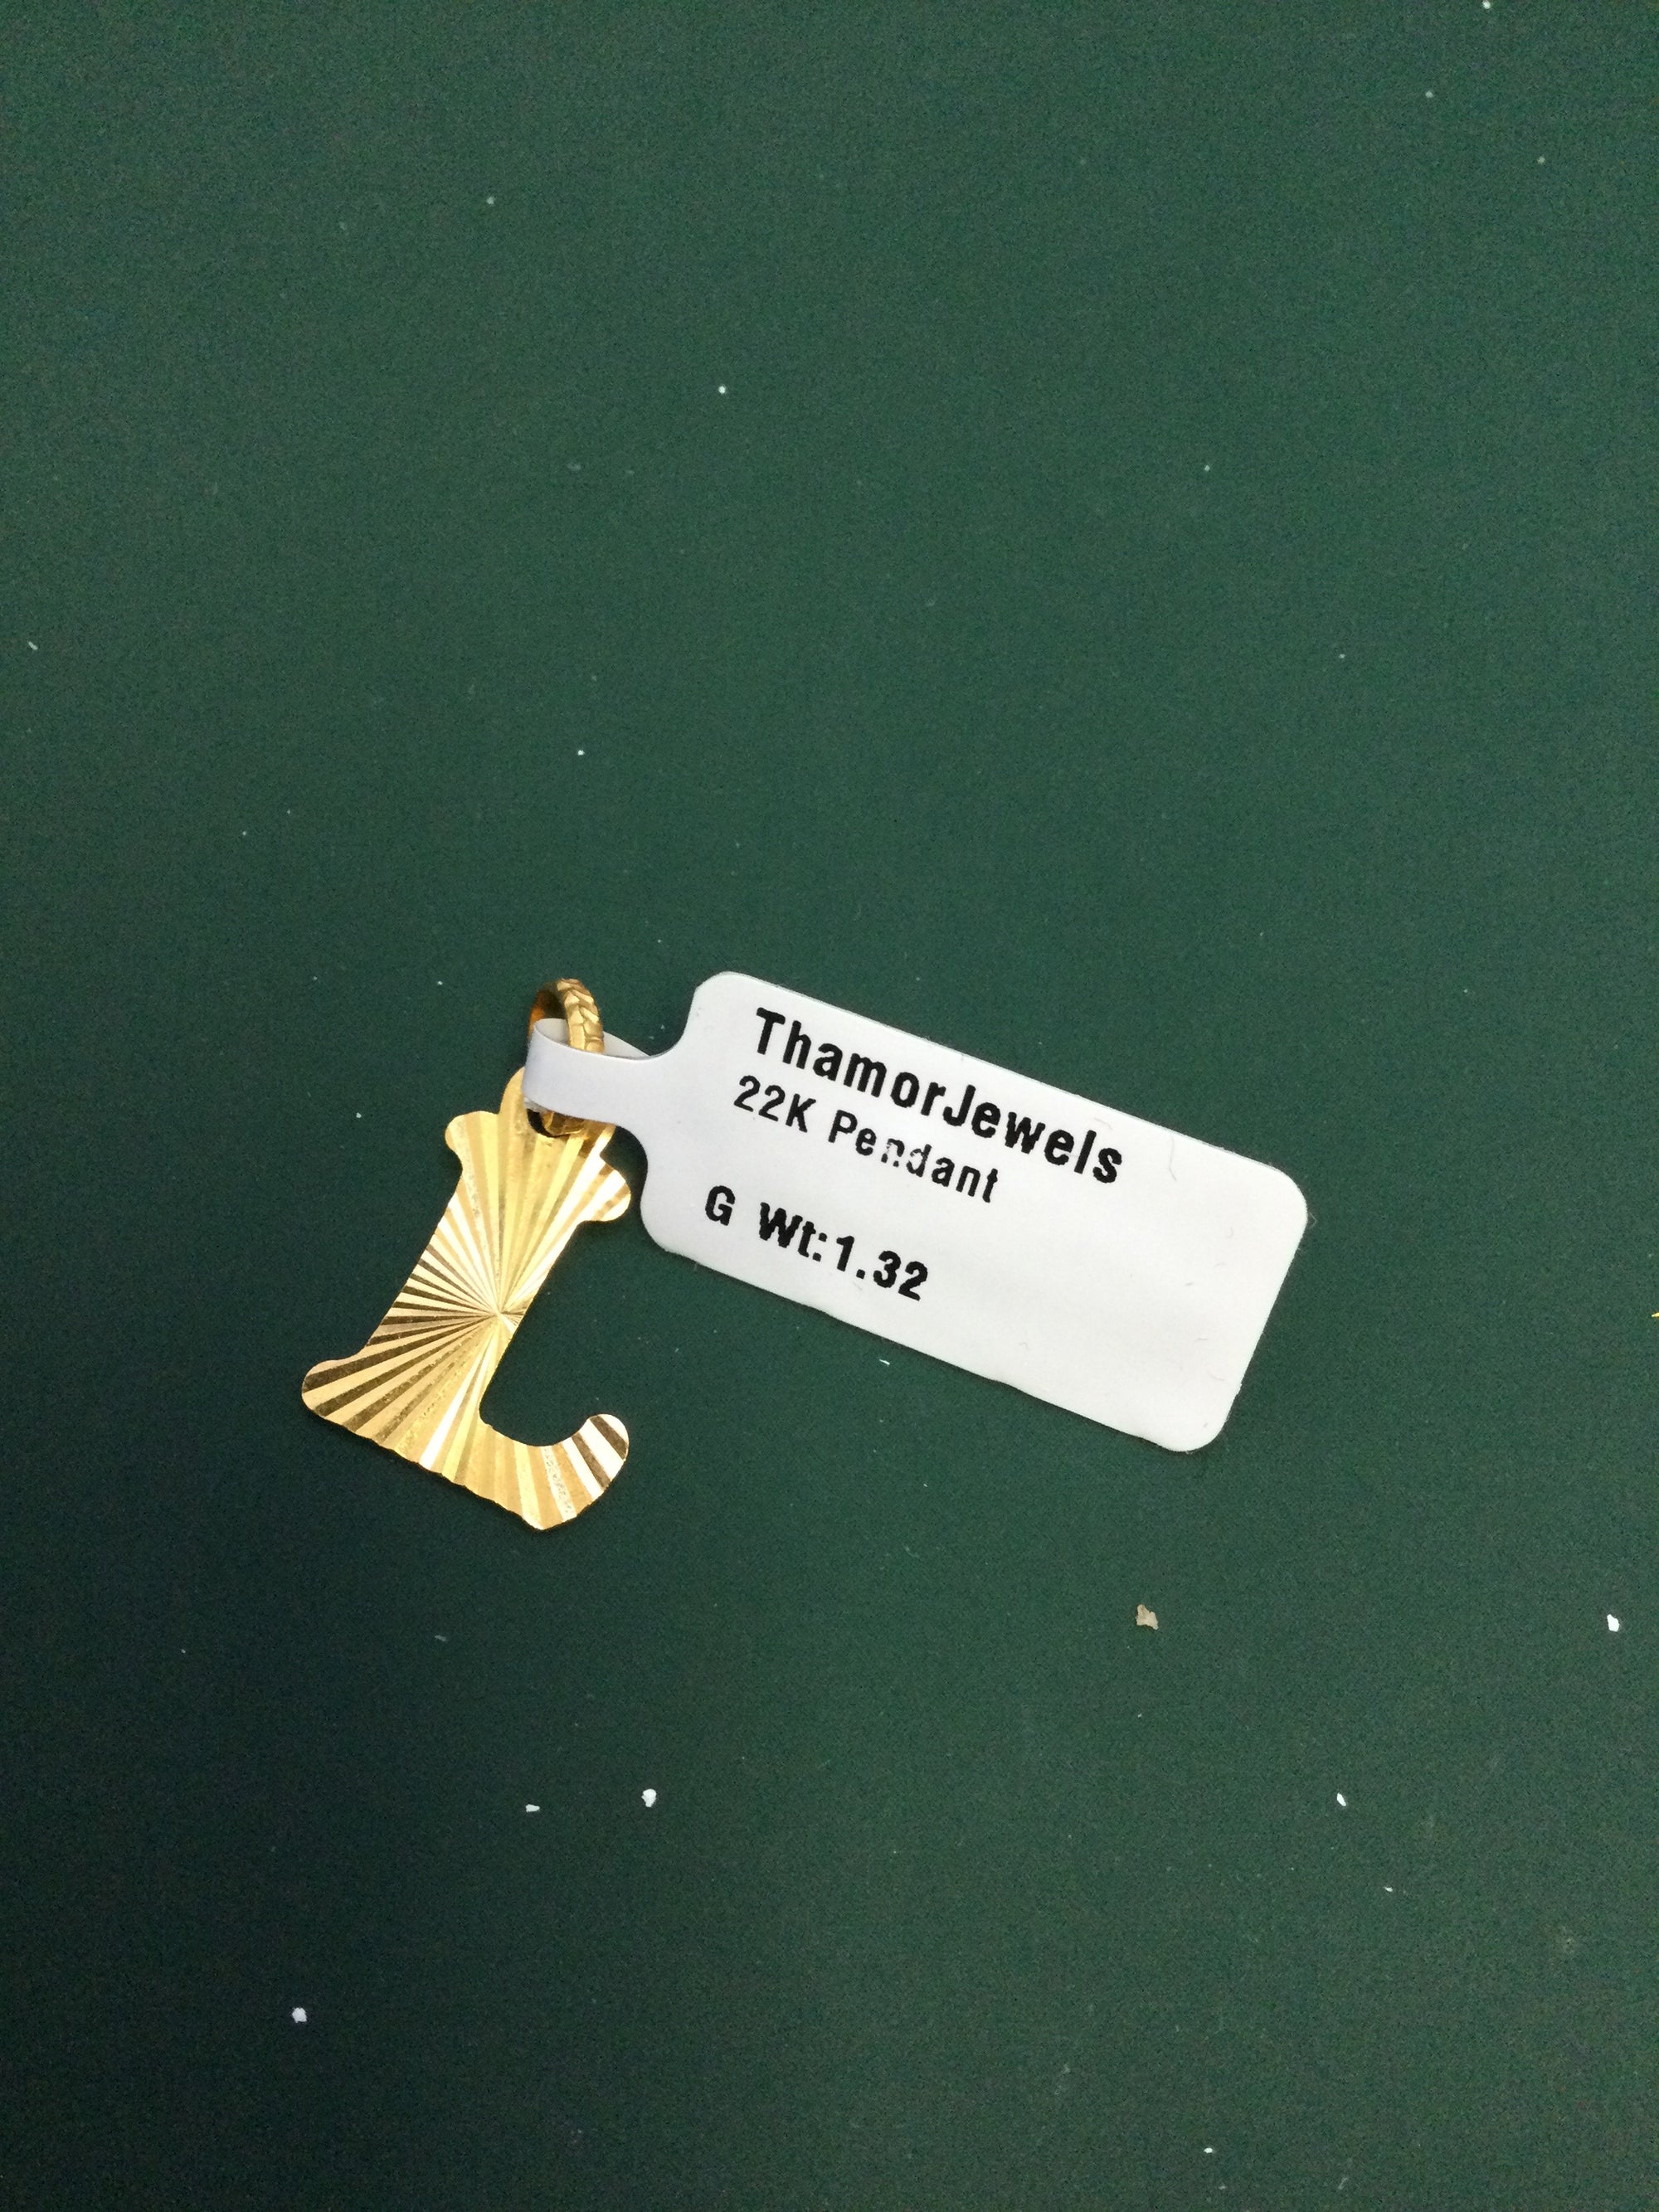 ThamorJewels
22K Pendant
G Wt:1.32
L